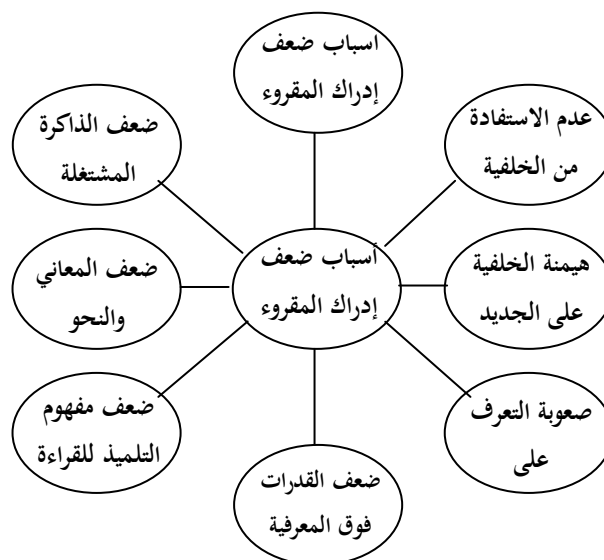 اسباب ضعف
إدراك المقروء
عدم الاستفادة
من الخلفية
ضعف الذاكرة
المشتغلة
أسباب ضعف
إدراك المقروء
هيمنة الخلفية
على الجديد
ضعف المعاني
والنحو
صعوبة التعرف
على
ضعف مفهوم
التلميذ للقراءة
ضعف القدرات
فوق المعرفية